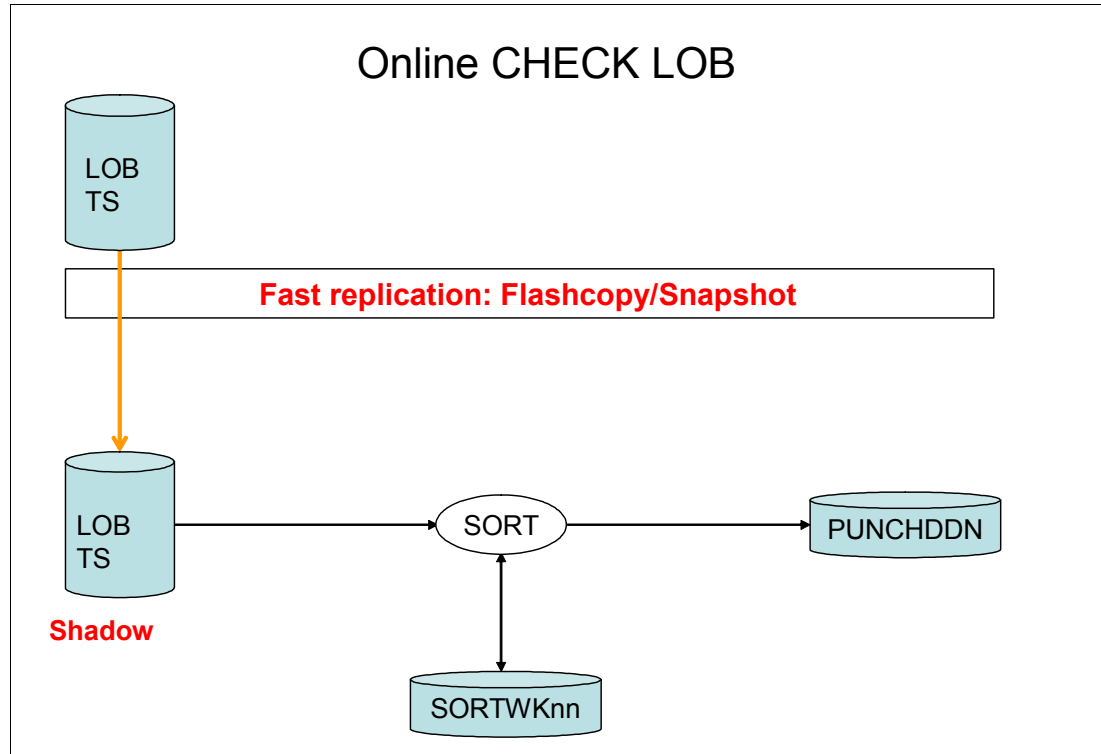 Online CHECK LOB
LOB
TS
Fast replication: Flashcopy/Snapshot
LOB
TS
SORT
PUNCHDDN
Shadow
SORTWKnn